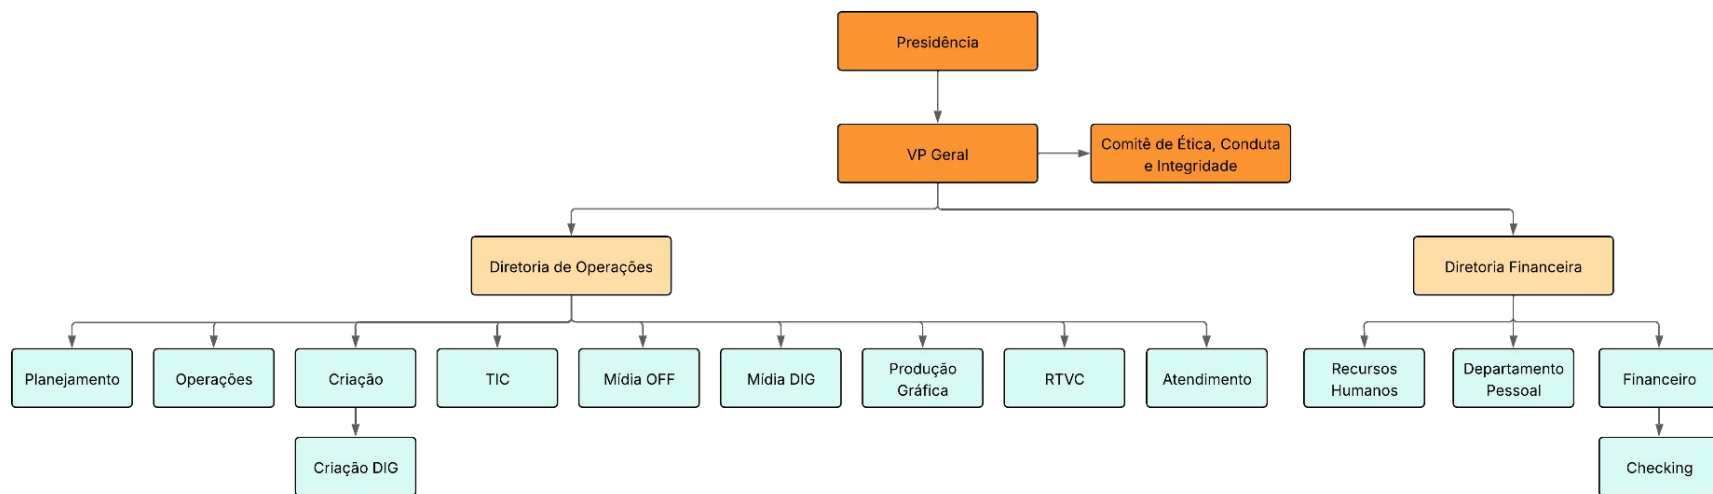 Presidência
VP Geral
Comitê de Ética, Conduta
e Integridade
Diretoria de Operações
Diretoria Financeira
Planejamento
Operações
Criação
TIC
Mídia OFF
Mídia DIG
Produção
Gráfica
RTVC
Atendimento
Recursos
Humanos
Departamento
Pessoal
Financeiro
Criação DIG
Checking